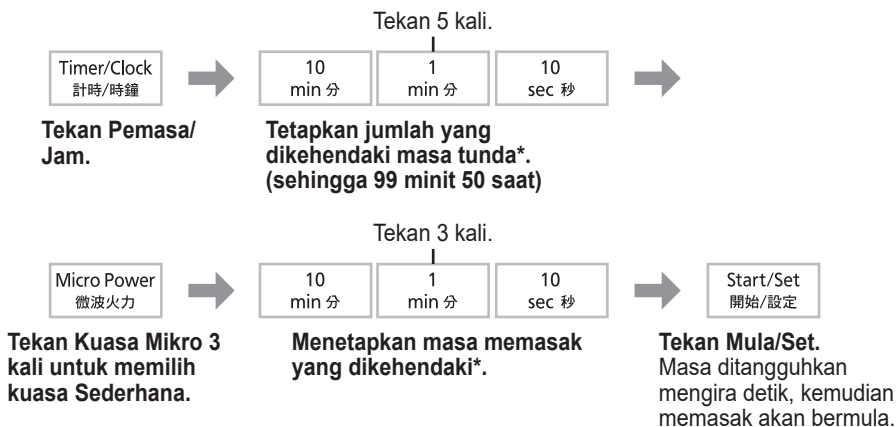 Tekan 5 kali.
Timer/Clock
計時/時鐘
10
min 分
1
min 分
10
sec 秒
Tekan Pemasa/
Jam.
Tetapkan jumlah yang
dikehendaki masa tunda*.
(sehingga 99 minit 50 saat)
Tekan 3 kali.
Micro Power
微波火力
10
min 分
1
min 分
10
sec 秒
Start/Set
開始/設定
Tekan Kuasa Mikro 3
kali untuk memilih
kuasa Sederhana.
Menetapkan masa memasak
yang dikehendaki*.
Tekan Mula/Set.
Masa ditangguhkan
mengira detik, kemudian
memasak akan bermula.